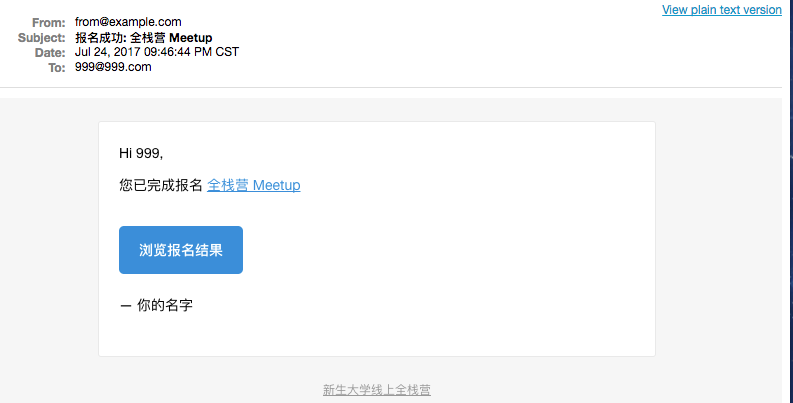 View plain text version
From: from@example.com
Subject: 报名成功: 全栈营 Meetup
Date: Jul 24, 2017 09:46:44 PM CST
To: 999@999.com
Hi 999,
您已完成报名 全栈营 Meetup
浏览报名结果
— 你的名字
新生大学线上全栈营